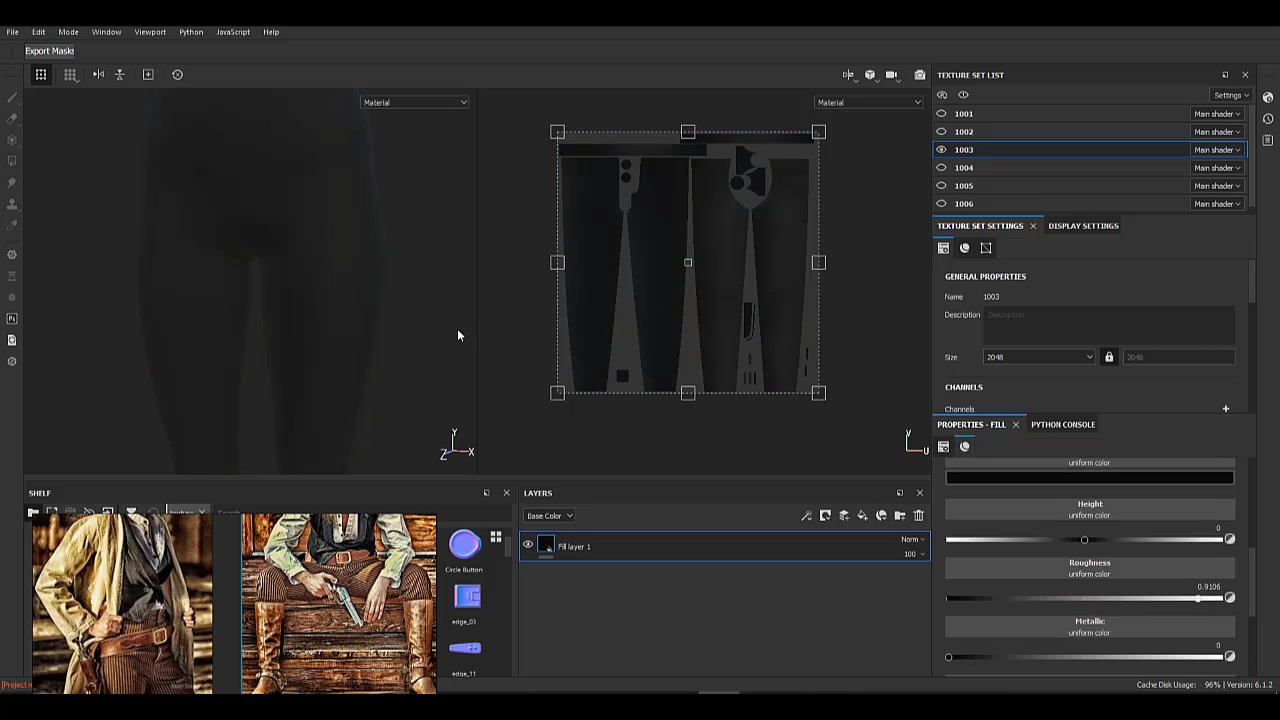 File Edit Mode Window Viewport Python JavaScript Help
Export Masks
Material
Material
TEXTURE SET LIST
Settings
1001 Main shader
1002 Main shader
1003 Main shader
1004 Main shader
1005 Main shader
1006 Main shader
TEXTURE SET SETTINGS DISPLAY SETTINGS
GENERAL PROPERTIES
Name 1003
Description Description
Size 2048 2048
CHANNELS
Channels
PROPERTIES - FILL PYTHON CONSOLE
uniform color
Height
uniform color
0
Roughness
uniform color
0.9106
Metallic
uniform color
0
Y
Z X
V
U
SHELF
Circle Button
edge_03
edge_11
LAYERS
Base Color
Fill layer 1 Norm
100
Ps
[Project
Cache Disk Usage: 96% | Version: 6.1.2